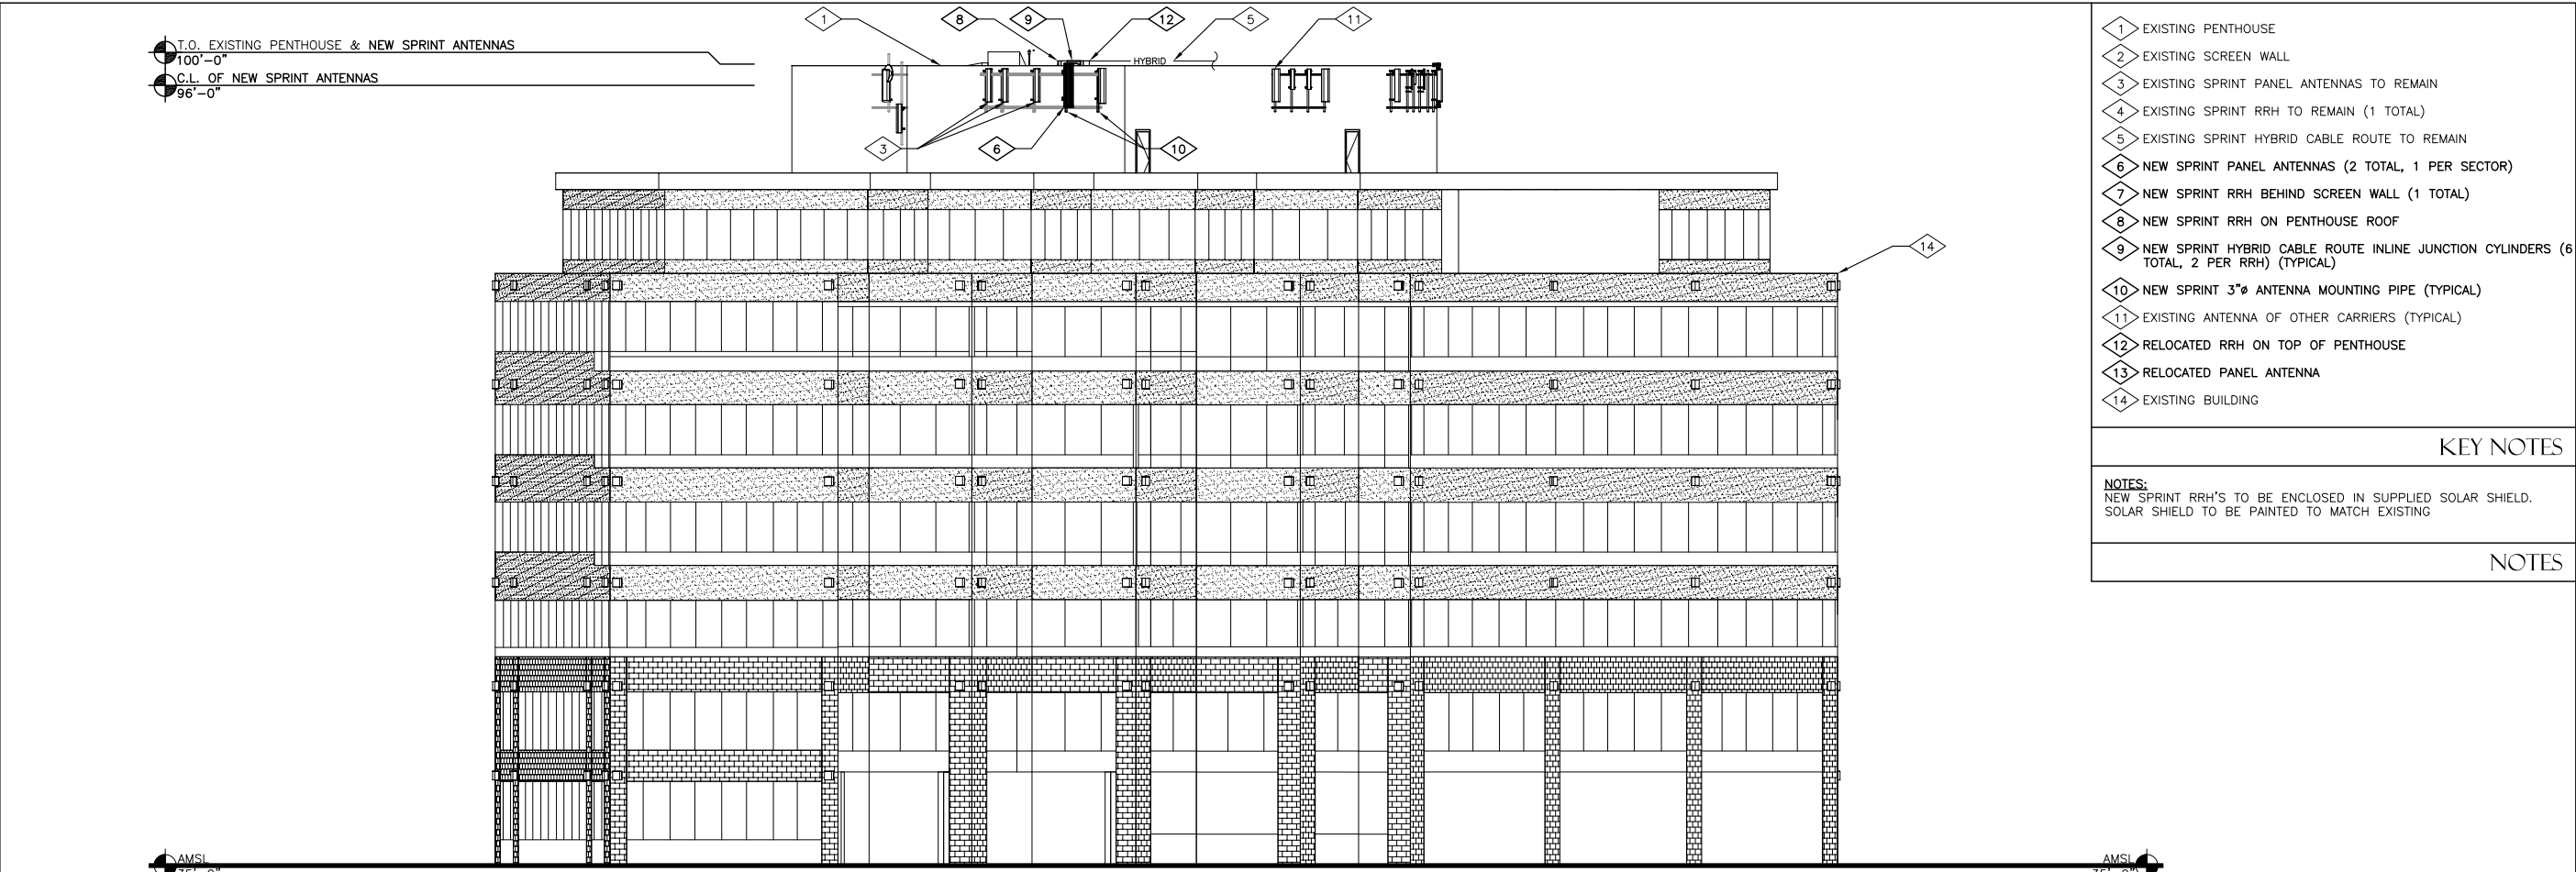 1
8
9
12
5
11
T.O. EXISTING PENTHOUSE & NEW SPRINT ANTENNAS
100'-0"
C.L. OF NEW SPRINT ANTENNAS
96'-0"
HYBRID
3
6
10
14
1 EXISTING PENTHOUSE
2 EXISTING SCREEN WALL
3 EXISTING SPRINT PANEL ANTENNAS TO REMAIN
4 EXISTING SPRINT RRH TO REMAIN (1 TOTAL)
5 EXISTING SPRINT HYBRID CABLE ROUTE TO REMAIN
6 NEW SPRINT PANEL ANTENNAS (2 TOTAL, 1 PER SECTOR)
7 NEW SPRINT RRH BEHIND SCREEN WALL (1 TOTAL)
8 NEW SPRINT RRH ON PENTHOUSE ROOF
9 NEW SPRINT HYBRID CABLE ROUTE INLINE JUNCTION CYLINDERS (6
TOTAL, 2 PER RRH) (TYPICAL)
10 NEW SPRINT 3"ø ANTENNA MOUNTING PIPE (TYPICAL)
11 EXISTING ANTENNA OF OTHER CARRIERS (TYPICAL)
12 RELOCATED RRH ON TOP OF PENTHOUSE
13 RELOCATED PANEL ANTENNA
14 EXISTING BUILDING
KEY NOTES
NOTES:
NEW SPRINT RRH'S TO BE ENCLOSED IN SUPPLIED SOLAR SHIELD.
SOLAR SHIELD TO BE PAINTED TO MATCH EXISTING
NOTES
AMSL
AMSL